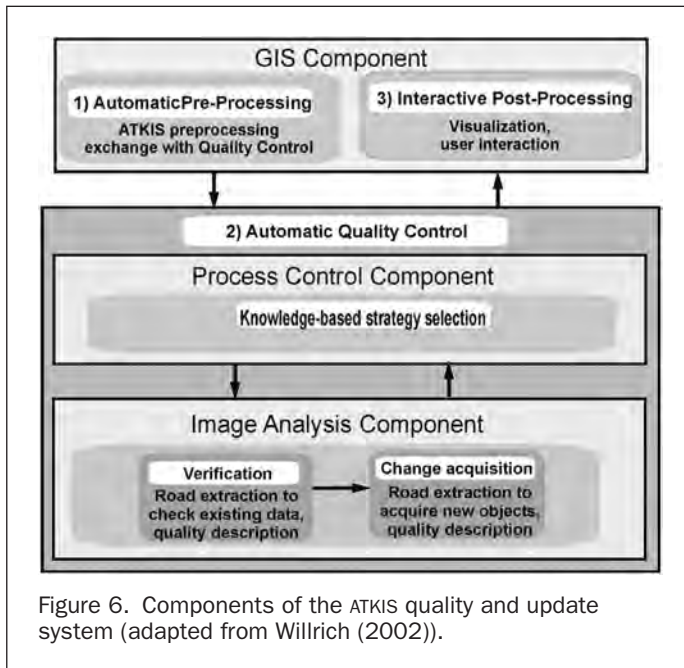 GIS Component
1) AutomaticPre-Processing
ATKIS preprocessing
exchange with Quality Control
3) Interactive Post-Processing
Visualization,
user interaction
2) Automatic Quality Control
Process Control Component
Knowledge-based strategy selection
Image Analysis Component
Verification
Road extraction to
check existing data,
quality description
Change acquisition
Road extraction to
acquire new objects,
quality description
Figure 6. Components of the ATKIS quality and update
system (adapted from Willrich (2002)).